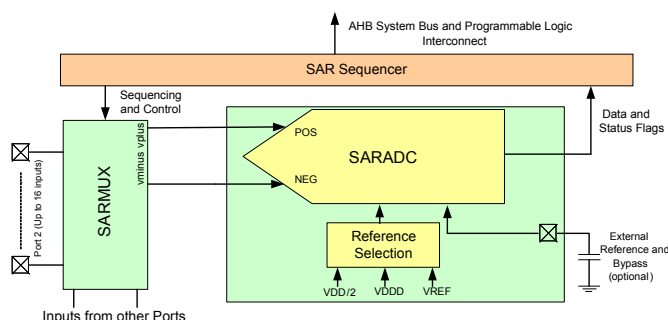 AHB System Bus and Programmable Logic
Interconnect
SAR Sequencer
Sequencing
and Control
Data and
Status Flags
vminus vplus
POS
SARADC
NEG
SARMUX
Port 2 (Up to 16 inputs)
Reference
Selection
External
Reference and
Bypass
(optional)
VDD/2
VDDD
VREF
Inputs from other Ports